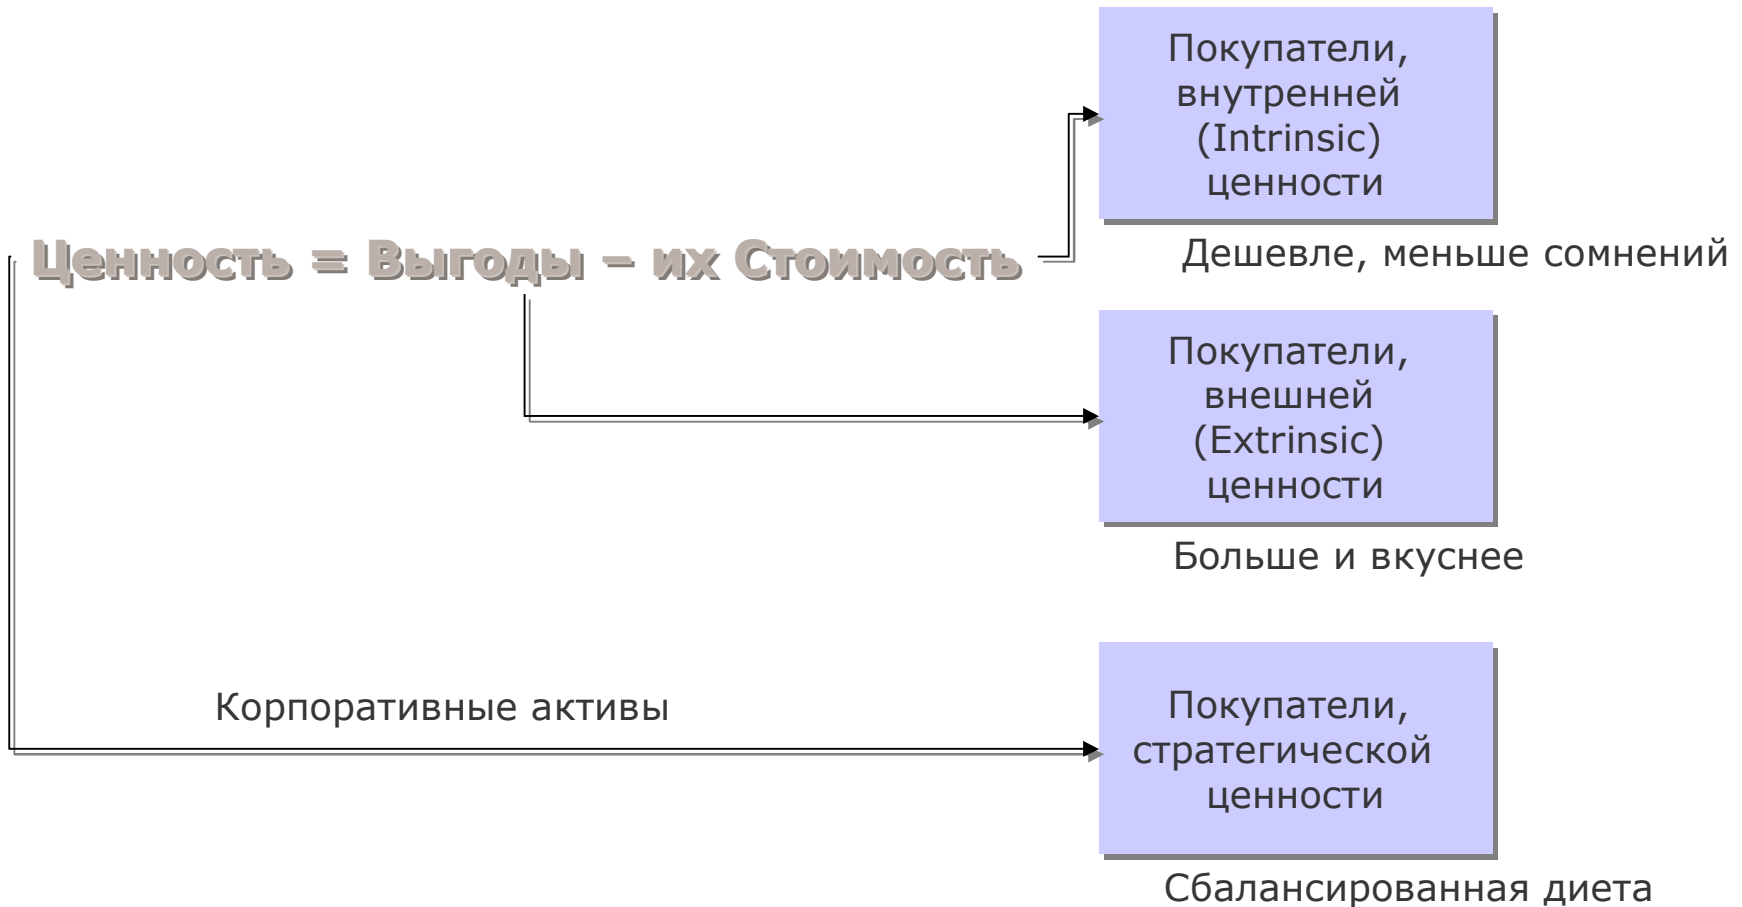 Покупатели,
внутренней
(Intrinsic)
ценности
Ценность = Выгоды – их Стоимость
Дешевле, меньше сомнений
Покупатели,
внешней
(Extrinsic)
ценности
Больше и вкуснее
Корпоративные активы
Покупатели,
стратегической
ценности
Сбалансированная диета